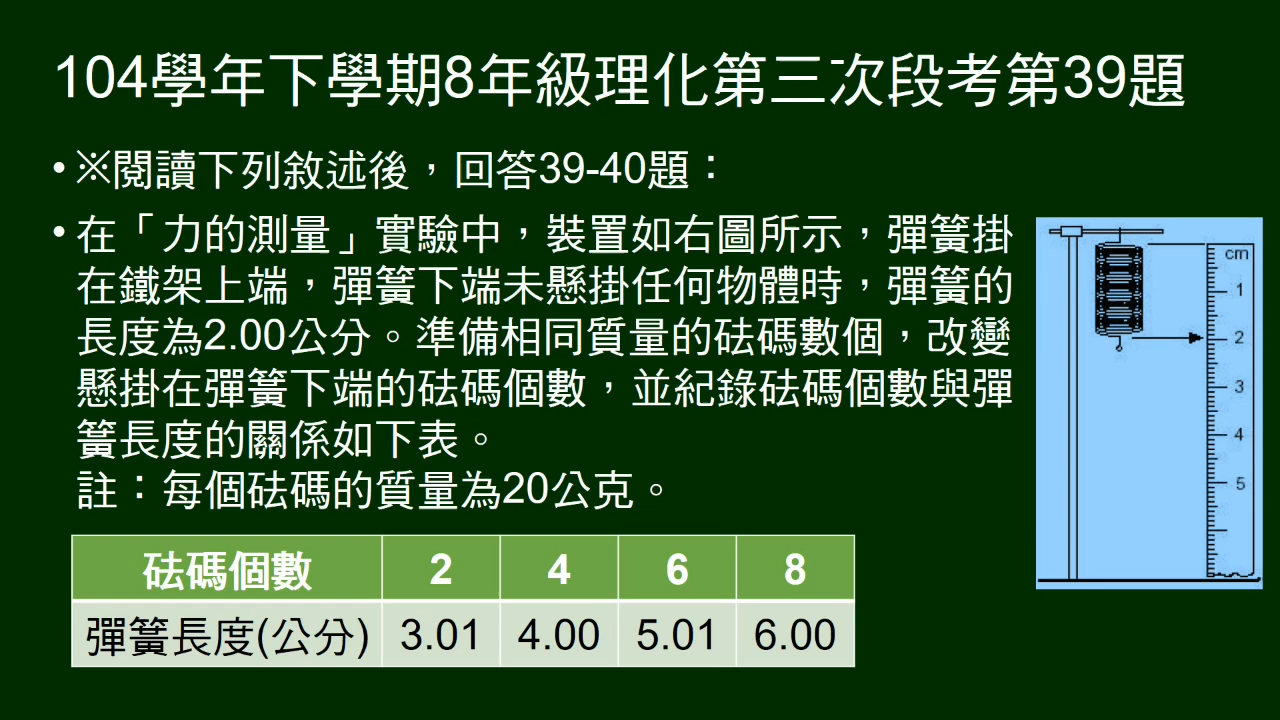 104學年下學期8年級理化第三次段考第39題
•※閱讀下列敘述後，回答39-40題：
•在「力的測量」實驗中，裝置如右圖所示，彈簧掛
在鐵架上端，彈簧下端未懸掛任何物體時，彈簧的
長度為2.00公分。準備相同質量的砝碼數個，改變
懸掛在彈簧下端的砝碼個數，並紀錄砝碼個數與彈
簧長度的關係如下表。
註：每個砝碼的質量為20公克。
cm
1
2
3
4
5
砝碼個數 2 4 6 8
彈簧長度(公分) 3.01 4.00 5.01 6.00